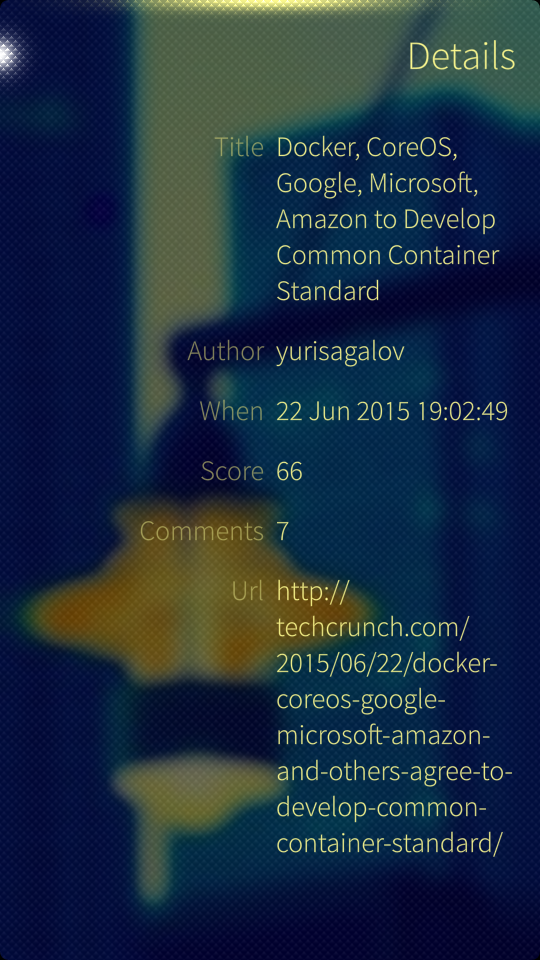 Details
Title Docker, CoreOS,
Google, Microsoft,
Amazon to Develop
Common Container
Standard
Author yurisagalov
When 22 Jun 2015 19:02:49
Score 66
Comments 7
Url http://
techcrunch.com/
2015/06/22/docker-
coreos-google-
microsoft-amazon-
and-others-agree-to-
develop-common-
container-standard/